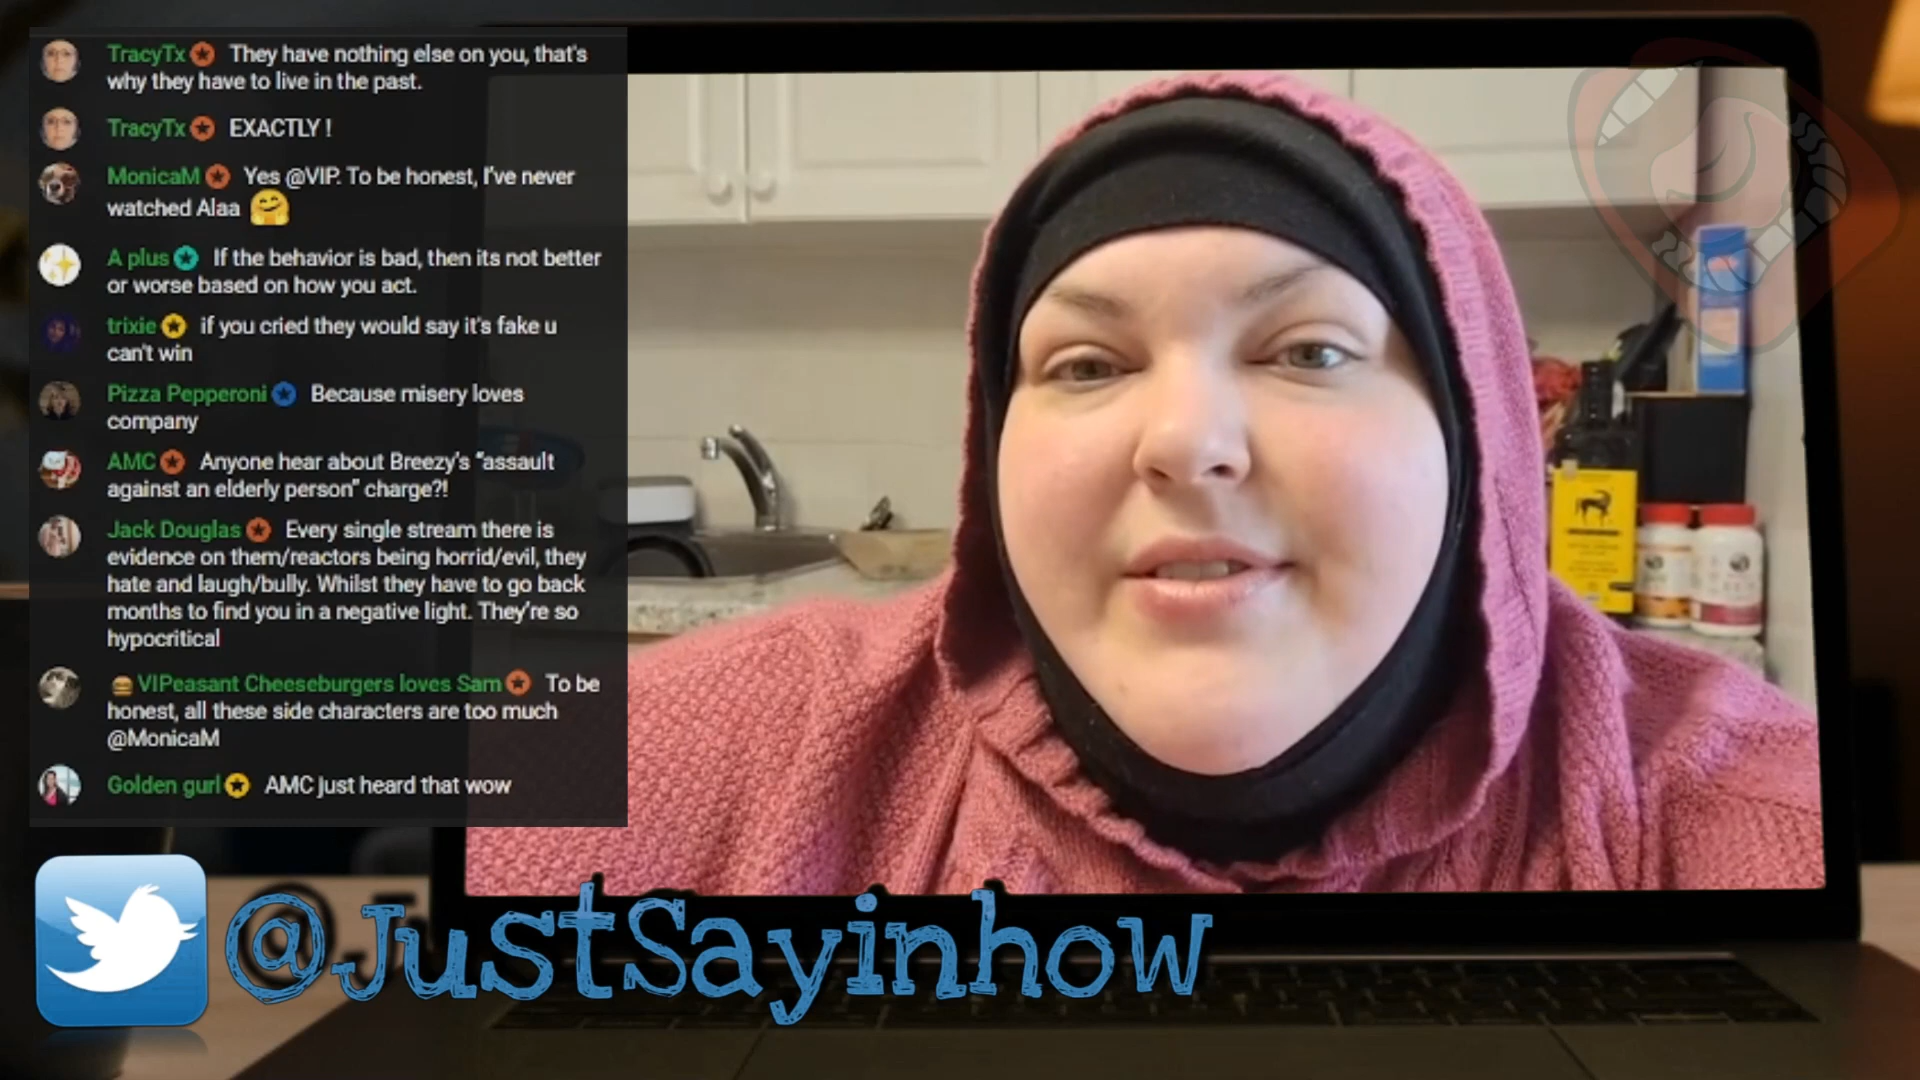 TracyTx They have nothing else on you, that's
why they have to live in the past.
TracyTx EXACTLY !
MonicaM Yes @VIP. To be honest, I've never
watched Alaa
A plus If the behavior is bad, then its not better
or worse based on how you act.
trixie if you cried they would say it's fake u
can't win
Pizza Pepperoni Because misery loves
company
AMC Anyone hear about Breezy's “assault
against an elderly person” charge?!
Jack Douglas Every single stream there is
evidence on them/reactors being horrid/evil, they
hate and laugh/bully. Whilst they have to go back
months to find you in a negative light. They're so
hypocritical
VIPeasant Cheeseburgers loves Sam To be
honest, all these side characters are too much
@MonicaM
Golden gurl AMC Just heard that wow
@JustSayinhow